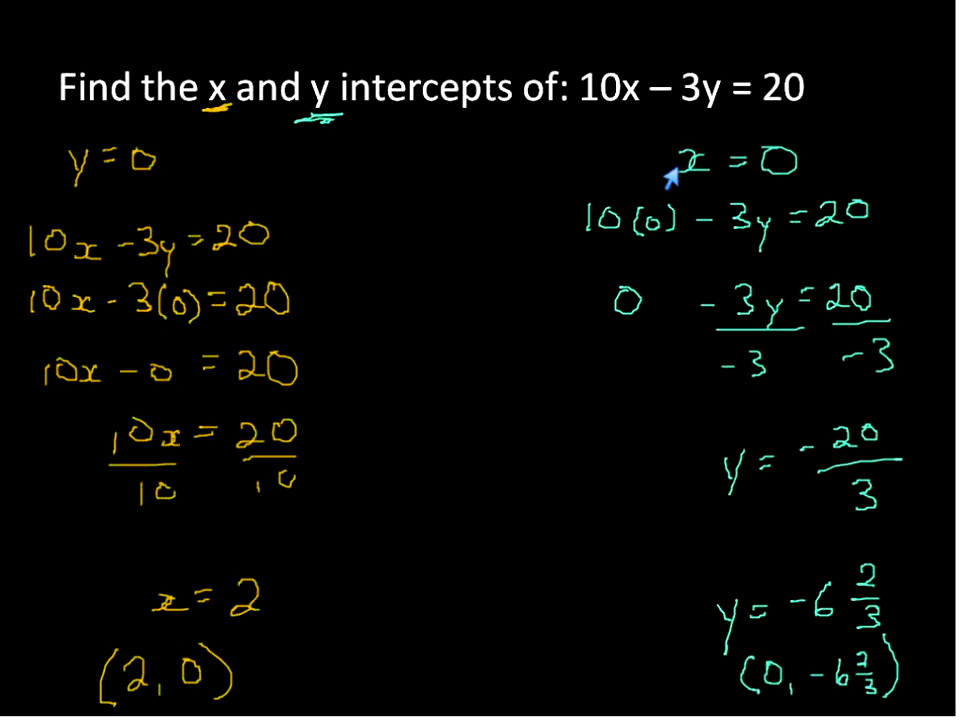 Find the x and y intercepts of: 10x – 3y = 20
y = 0
10x - 3y = 20
10x - 3(0) = 20
10x - 0 = 20
10x = 20
10 10
x = 2
(2, 0)
x = 0
10(0) - 3y = 20
0 - 3y = 20
-3 -3
y = - 20/3
y = -6 2/3
(0, -6 2/3)